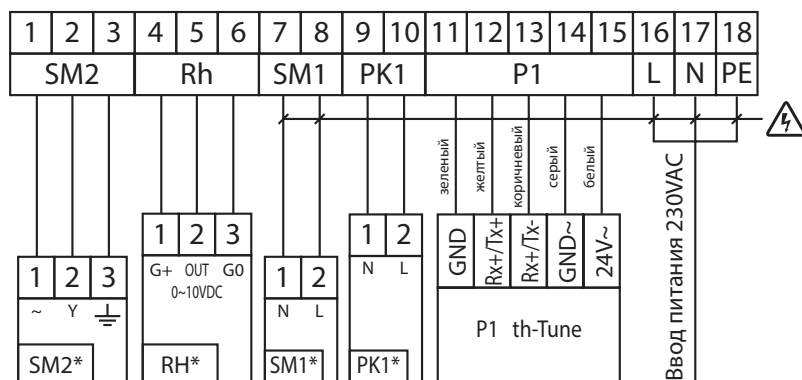 1 2 3 4 5 6 7 8 9 10 11 12 13 14 15 16 17 18
SM2 Rh SM1 PK1 P1 L N PE
зеленый
желтый
коричневый
серый
белый
Ввод питания 230VAC
1 2 3
G+ OUT G0
0~10VDC
RH*
1 2
N L
PK1*
GND
Rx+/Tx+
Rx+/Tx-
GND~
24V~
P1 th-Tune
1 2 3
~ Y
SM2*
1 2
N L
SM1*